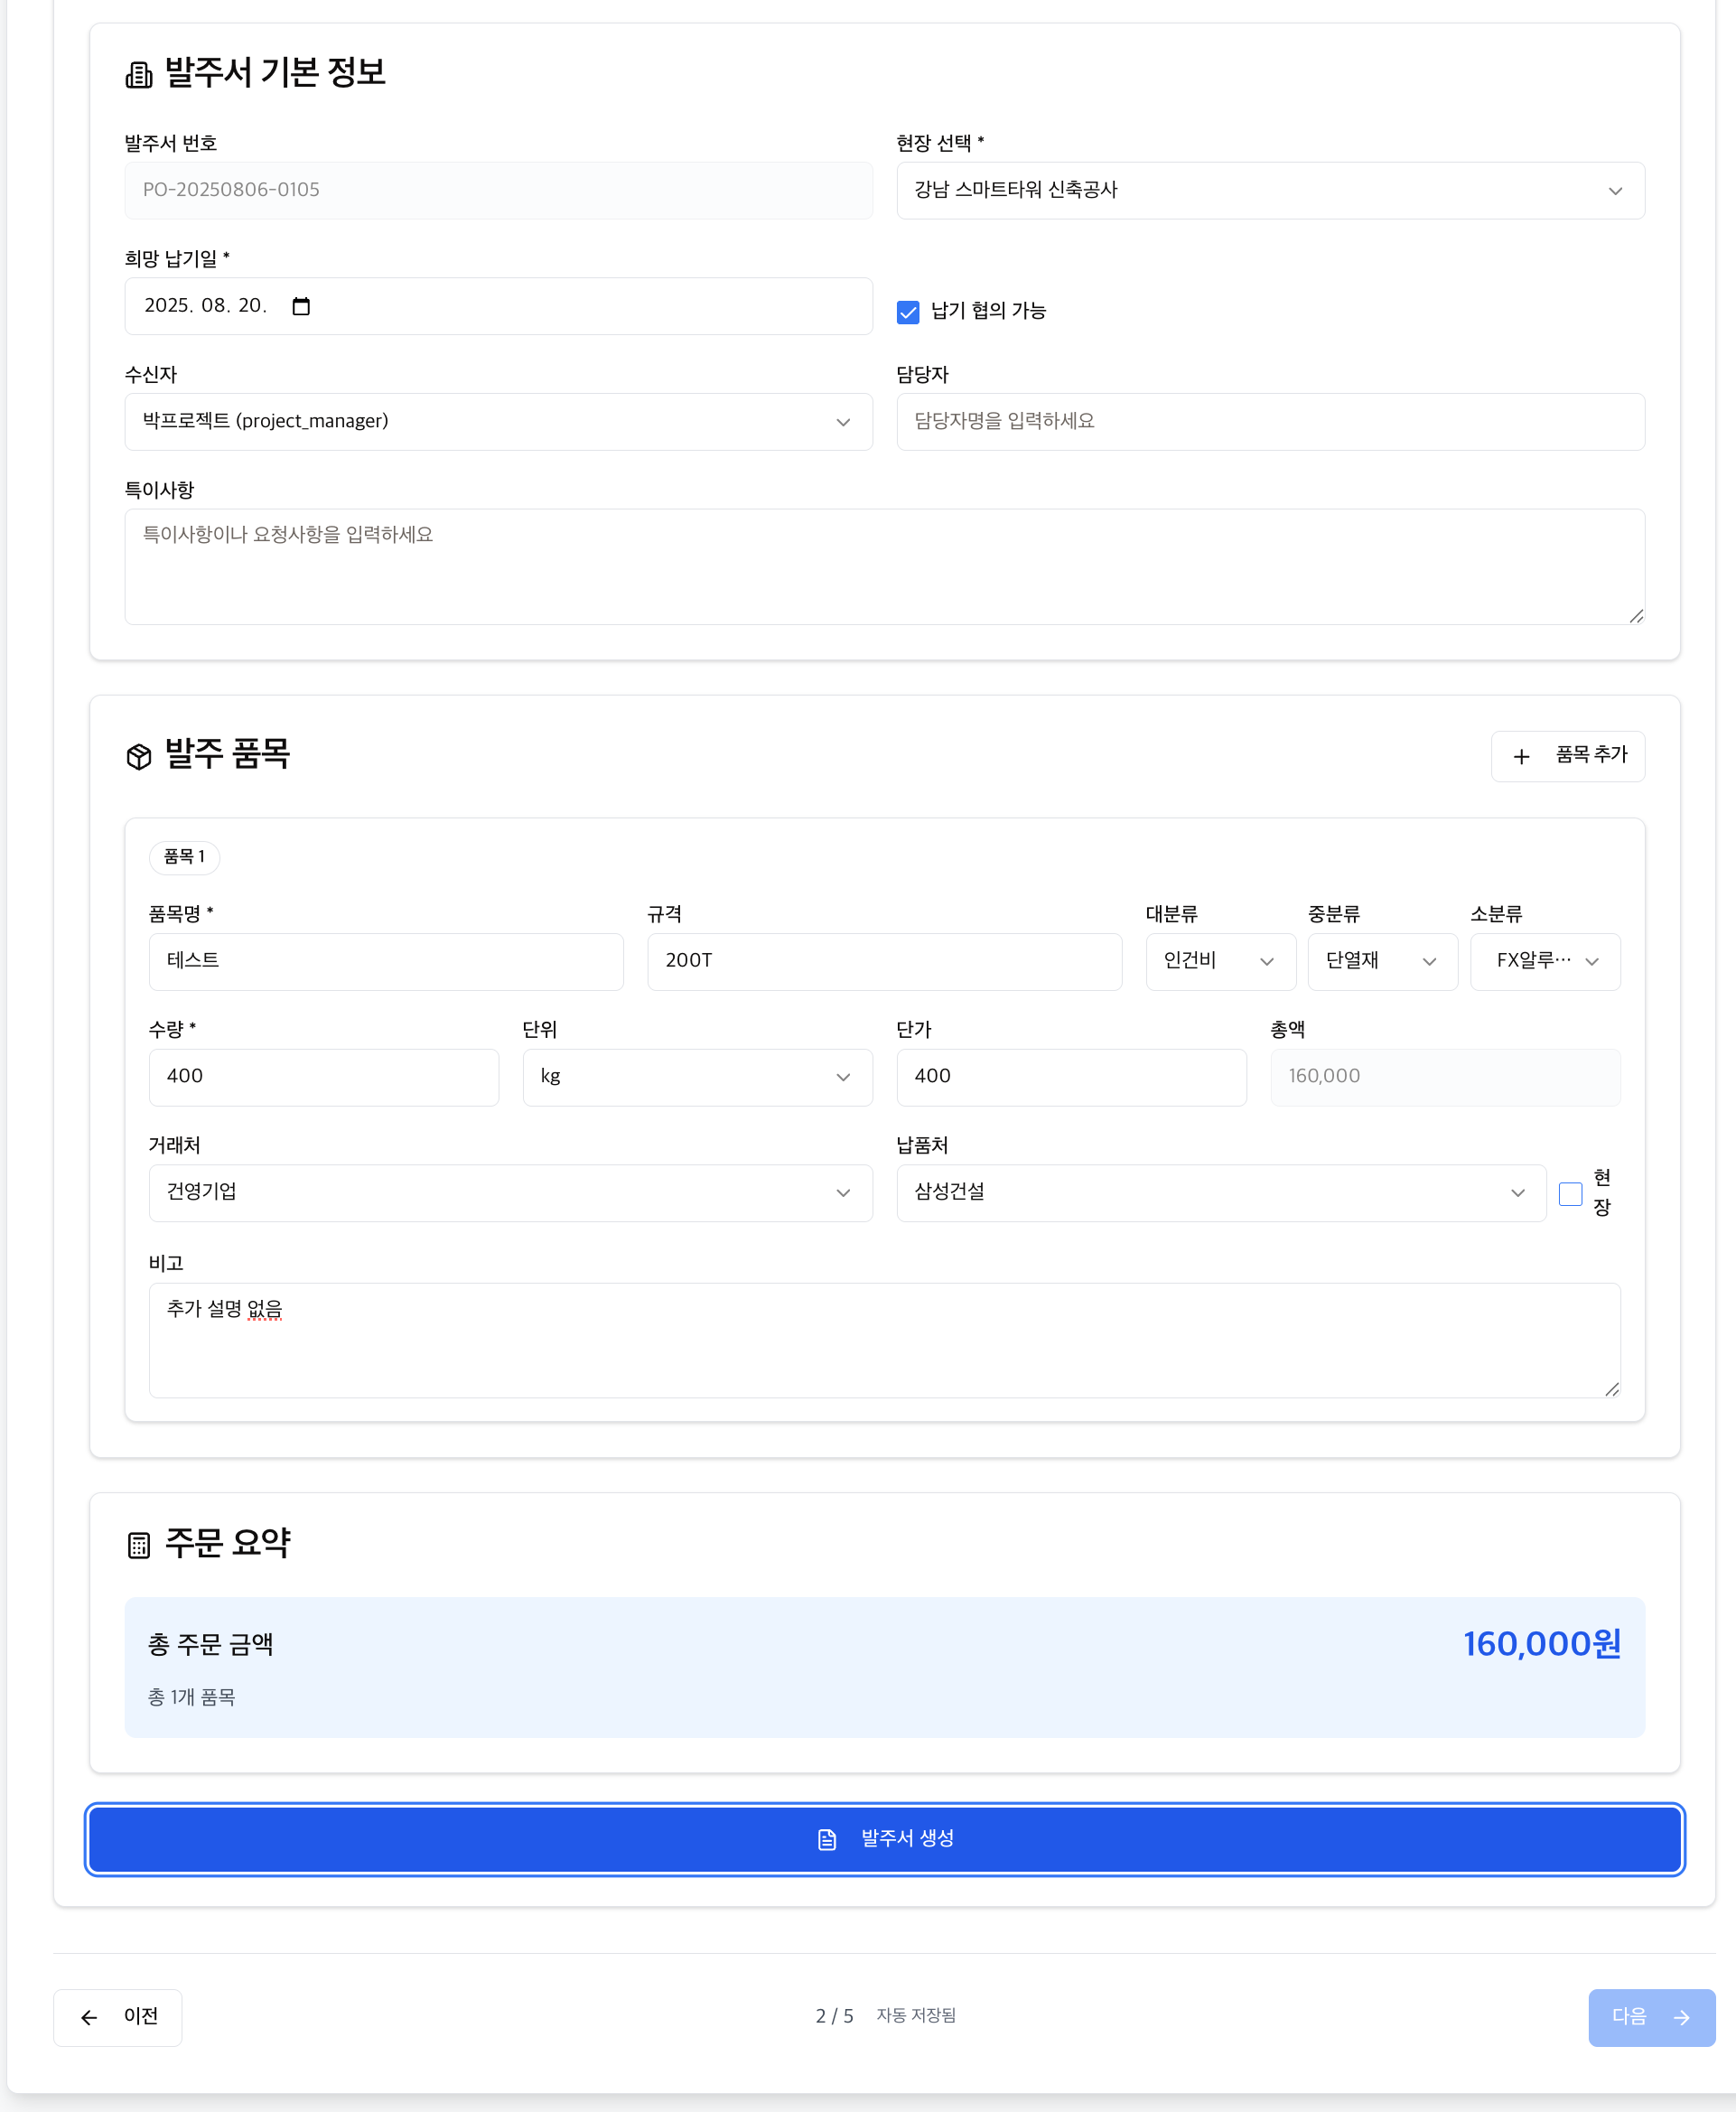 발주서 기본 정보
발주서 번호
현장 선택 *
PO-20250806-0105
강남 스마트타워 신축공사
희망 납기일 *
2025. 08. 20.
납기 협의 가능
수신자
담당자
박프로젝트 (project_manager)
담당자명을 입력하세요
특이사항
특이사항이나 요청사항을 입력하세요
발주 품목
품목 추가
품목 1
품목명 *
규격
대분류
중분류
소분류
테스트
200T
인건비
단열재
FX알루…
수량 *
단위
단가
총액
400
kg
400
160,000
거래처
납품처
건영기업
삼성건설
현
장
비고
추가 설명 없음
주문 요약
총 주문 금액
160,000원
총 1개 품목
발주서 생성
이전
2 / 5
자동 저장됨
다음